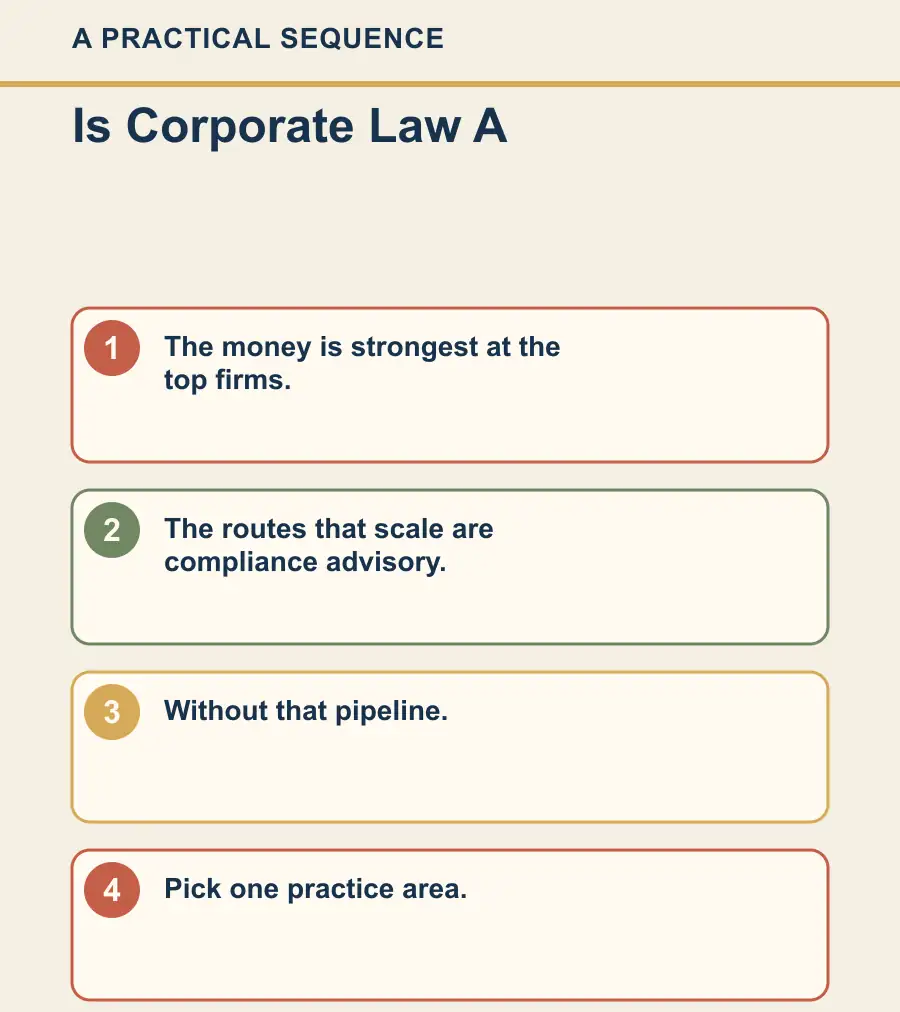 A PRACTICAL SEQUENCE
Is Corporate Law A
1
The money is strongest at the
top firms.
2
The routes that scale are
compliance advisory.
3
Without that pipeline.
4
Pick one practice area.